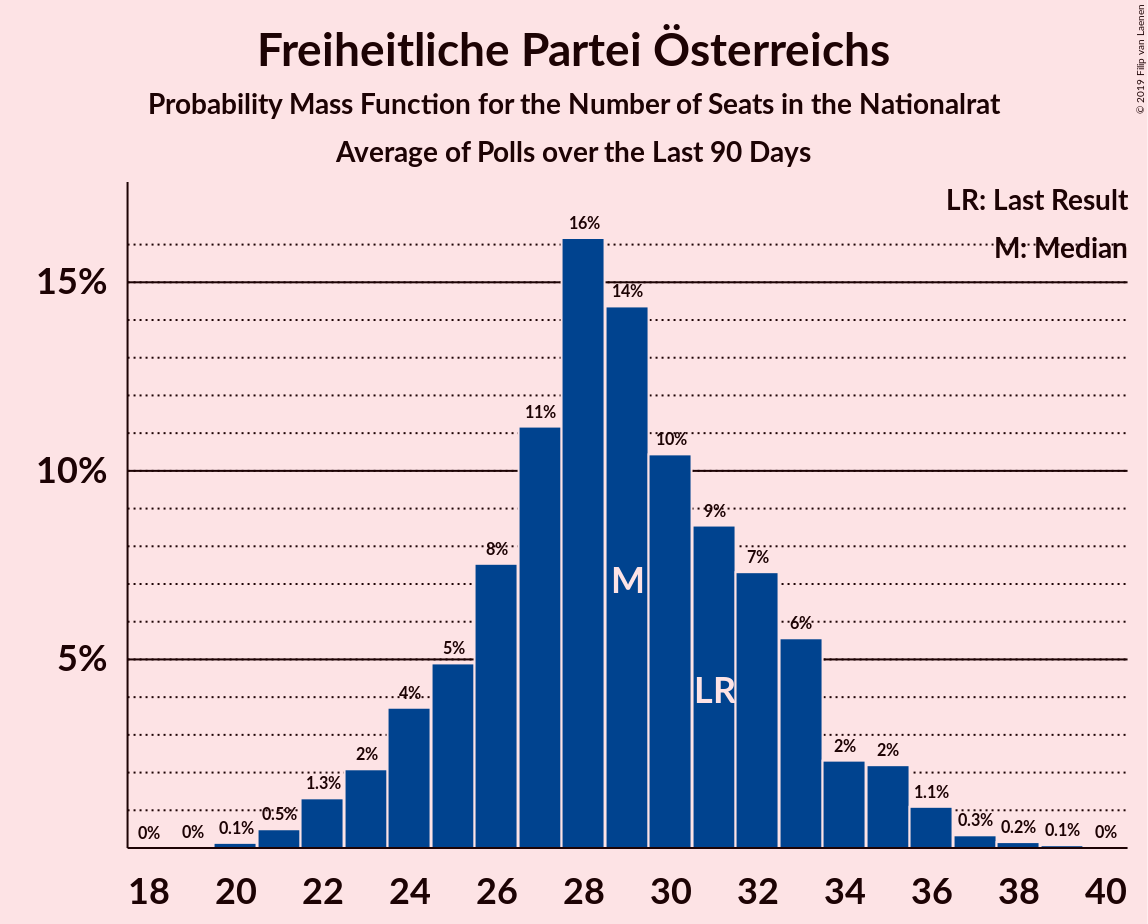 Freiheitliche Partei Österreichs
Probability Mass Function for the Number of Seats in the Nationalrat
Average of Polls over the Last 90 Days
© 2019 Filip van Laenen
LR: Last Result
M: Median
15%
10%
5%
0% 0% 0.1% 0.5% 1.3% 2% 4% 5% 8% 11% 16% 14% 10% 9% 7% 6% 2% 2% 1.1% 0.3% 0.2% 0.1% 0%
M
LR
18 20 22 24 26 28 30 32 34 36 38 40